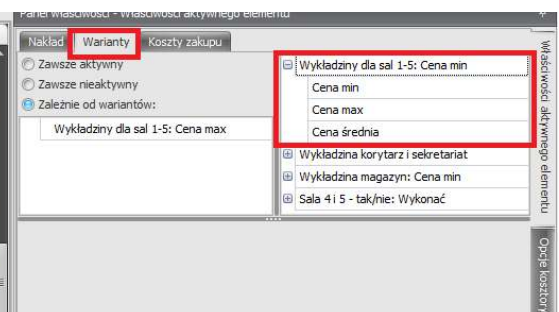 Panel właściwości - Właściwości aktywnego elementu
Nakład Warianty Koszty zakupu
Zawsze aktywny
Zawsze nieaktywny
Zależnie od wariantów:
Wykładziny dla sal 1-5: Cena max
Wykładziny dla sal 1-5: Cena min
Cena min
Cena max
Cena średnia
Wykładzina korytarz i sekretariat
Wykładzina magazyn: Cena min
Sala 4 i 5 - tak/nie: Wykonać
Właściwości aktywnego elementu
Opcje kosztory